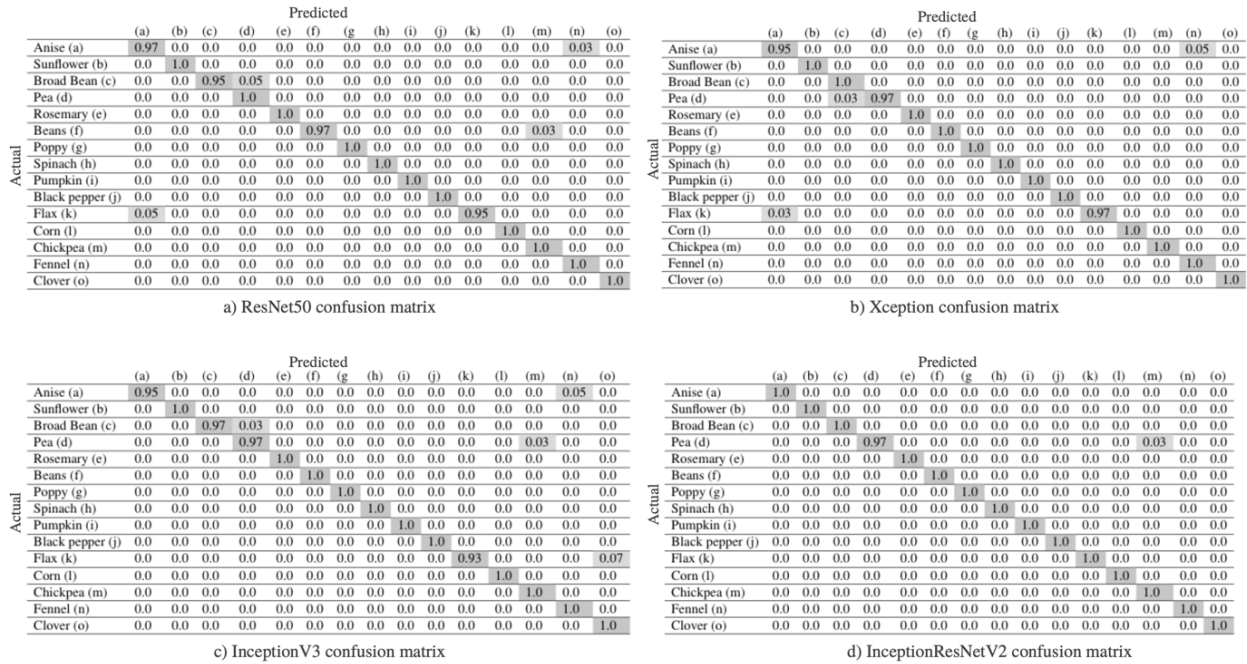 Predicted
(a) (b) (c) (d) (e) (f) (g (h) (i) (j) (k) (l) (m) (n) (o)
Anise (a) 0.97 0.0 0.0 0.0 0.0 0.0 0.0 0.0 0.0 0.0 0.0 0.0 0.0 0.03 0.0
Sunflower (b) 0.0 1.0 0.0 0.0 0.0 0.0 0.0 0.0 0.0 0.0 0.0 0.0 0.0 0.0 0.0
Broad Bean (c) 0.0 0.0 0.95 0.05 0.0 0.0 0.0 0.0 0.0 0.0 0.0 0.0 0.0 0.0 0.0
Pea (d) 0.0 0.0 0.0 1.0 0.0 0.0 0.0 0.0 0.0 0.0 0.0 0.0 0.0 0.0 0.0
Rosemary (e) 0.0 0.0 0.0 0.0 1.0 0.0 0.0 0.0 0.0 0.0 0.0 0.0 0.0 0.0 0.0
Beans (f) 0.0 0.0 0.0 0.0 0.0 0.97 0.0 0.0 0.0 0.0 0.0 0.0 0.03 0.0 0.0
Poppy (g) 0.0 0.0 0.0 0.0 0.0 0.0 1.0 0.0 0.0 0.0 0.0 0.0 0.0 0.0 0.0
Spinach (h) 0.0 0.0 0.0 0.0 0.0 0.0 0.0 1.0 0.0 0.0 0.0 0.0 0.0 0.0 0.0
Pumpkin (i) 0.0 0.0 0.0 0.0 0.0 0.0 0.0 0.0 1.0 0.0 0.0 0.0 0.0 0.0 0.0
Black pepper (j) 0.0 0.0 0.0 0.0 0.0 0.0 0.0 0.0 0.0 1.0 0.0 0.0 0.0 0.0 0.0
Flax (k) 0.05 0.0 0.0 0.0 0.0 0.0 0.0 0.0 0.0 0.0 0.95 0.0 0.0 0.0 0.0
Corn (l) 0.0 0.0 0.0 0.0 0.0 0.0 0.0 0.0 0.0 0.0 0.0 1.0 0.0 0.0 0.0
Chickpea (m) 0.0 0.0 0.0 0.0 0.0 0.0 0.0 0.0 0.0 0.0 0.0 0.0 1.0 0.0 0.0
Fennel (n) 0.0 0.0 0.0 0.0 0.0 0.0 0.0 0.0 0.0 0.0 0.0 0.0 0.0 1.0 0.0
Clover (o) 0.0 0.0 0.0 0.0 0.0 0.0 0.0 0.0 0.0 0.0 0.0 0.0 0.0 0.0 1.0
Actual
a) ResNet50 confusion matrix
Predicted
(a) (b) (c) (d) (e) (f) (g (h) (i) (j) (k) (l) (m) (n) (o)
Anise (a) 0.95 0.0 0.0 0.0 0.0 0.0 0.0 0.0 0.0 0.0 0.0 0.0 0.0 0.05 0.0
Sunflower (b) 0.0 1.0 0.0 0.0 0.0 0.0 0.0 0.0 0.0 0.0 0.0 0.0 0.0 0.0 0.0
Broad Bean (c) 0.0 0.0 1.0 0.0 0.0 0.0 0.0 0.0 0.0 0.0 0.0 0.0 0.0 0.0 0.0
Pea (d) 0.0 0.0 0.03 0.97 0.0 0.0 0.0 0.0 0.0 0.0 0.0 0.0 0.0 0.0 0.0
Rosemary (e) 0.0 0.0 0.0 0.0 1.0 0.0 0.0 0.0 0.0 0.0 0.0 0.0 0.0 0.0 0.0
Beans (f) 0.0 0.0 0.0 0.0 0.0 1.0 0.0 0.0 0.0 0.0 0.0 0.0 0.0 0.0 0.0
Poppy (g) 0.0 0.0 0.0 0.0 0.0 0.0 1.0 0.0 0.0 0.0 0.0 0.0 0.0 0.0 0.0
Spinach (h) 0.0 0.0 0.0 0.0 0.0 0.0 0.0 1.0 0.0 0.0 0.0 0.0 0.0 0.0 0.0
Pumpkin (i) 0.0 0.0 0.0 0.0 0.0 0.0 0.0 0.0 1.0 0.0 0.0 0.0 0.0 0.0 0.0
Black pepper (j) 0.0 0.0 0.0 0.0 0.0 0.0 0.0 0.0 0.0 1.0 0.0 0.0 0.0 0.0 0.0
Flax (k) 0.03 0.0 0.0 0.0 0.0 0.0 0.0 0.0 0.0 0.0 0.97 0.0 0.0 0.0 0.0
Corn (l) 0.0 0.0 0.0 0.0 0.0 0.0 0.0 0.0 0.0 0.0 0.0 1.0 0.0 0.0 0.0
Chickpea (m) 0.0 0.0 0.0 0.0 0.0 0.0 0.0 0.0 0.0 0.0 0.0 0.0 1.0 0.0 0.0
Fennel (n) 0.0 0.0 0.0 0.0 0.0 0.0 0.0 0.0 0.0 0.0 0.0 0.0 0.0 1.0 0.0
Clover (o) 0.0 0.0 0.0 0.0 0.0 0.0 0.0 0.0 0.0 0.0 0.0 0.0 0.0 0.0 1.0
Actual
b) Xception confusion matrix
Predicted
(a) (b) (c) (d) (e) (f) (g (h) (i) (j) (k) (l) (m) (n) (o)
Anise (a) 0.95 0.0 0.0 0.0 0.0 0.0 0.0 0.0 0.0 0.0 0.0 0.0 0.0 0.05 0.0
Sunflower (b) 0.0 1.0 0.0 0.0 0.0 0.0 0.0 0.0 0.0 0.0 0.0 0.0 0.0 0.0 0.0
Broad Bean (c) 0.0 0.0 0.97 0.03 0.0 0.0 0.0 0.0 0.0 0.0 0.0 0.0 0.0 0.0 0.0
Pea (d) 0.0 0.0 0.0 0.97 0.0 0.0 0.0 0.0 0.0 0.0 0.0 0.0 0.03 0.0 0.0
Rosemary (e) 0.0 0.0 0.0 0.0 1.0 0.0 0.0 0.0 0.0 0.0 0.0 0.0 0.0 0.0 0.0
Beans (f) 0.0 0.0 0.0 0.0 0.0 1.0 0.0 0.0 0.0 0.0 0.0 0.0 0.0 0.0 0.0
Poppy (g) 0.0 0.0 0.0 0.0 0.0 0.0 1.0 0.0 0.0 0.0 0.0 0.0 0.0 0.0 0.0
Spinach (h) 0.0 0.0 0.0 0.0 0.0 0.0 0.0 1.0 0.0 0.0 0.0 0.0 0.0 0.0 0.0
Pumpkin (i) 0.0 0.0 0.0 0.0 0.0 0.0 0.0 0.0 1.0 0.0 0.0 0.0 0.0 0.0 0.0
Black pepper (j) 0.0 0.0 0.0 0.0 0.0 0.0 0.0 0.0 0.0 1.0 0.0 0.0 0.0 0.0 0.0
Flax (k) 0.0 0.0 0.0 0.0 0.0 0.0 0.0 0.0 0.0 0.0 0.93 0.0 0.0 0.0 0.07
Corn (l) 0.0 0.0 0.0 0.0 0.0 0.0 0.0 0.0 0.0 0.0 0.0 1.0 0.0 0.0 0.0
Chickpea (m) 0.0 0.0 0.0 0.0 0.0 0.0 0.0 0.0 0.0 0.0 0.0 0.0 1.0 0.0 0.0
Fennel (n) 0.0 0.0 0.0 0.0 0.0 0.0 0.0 0.0 0.0 0.0 0.0 0.0 0.0 1.0 0.0
Clover (o) 0.0 0.0 0.0 0.0 0.0 0.0 0.0 0.0 0.0 0.0 0.0 0.0 0.0 0.0 1.0
Actual
c) InceptionV3 confusion matrix
Predicted
(a) (b) (c) (d) (e) (f) (g (h) (i) (j) (k) (l) (m) (n) (o)
Anise (a) 1.0 0.0 0.0 0.0 0.0 0.0 0.0 0.0 0.0 0.0 0.0 0.0 0.0 0.0 0.0
Sunflower (b) 0.0 1.0 0.0 0.0 0.0 0.0 0.0 0.0 0.0 0.0 0.0 0.0 0.0 0.0 0.0
Broad Bean (c) 0.0 0.0 1.0 0.0 0.0 0.0 0.0 0.0 0.0 0.0 0.0 0.0 0.0 0.0 0.0
Pea (d) 0.0 0.0 0.0 0.97 0.0 0.0 0.0 0.0 0.0 0.0 0.0 0.0 0.03 0.0 0.0
Rosemary (e) 0.0 0.0 0.0 0.0 1.0 0.0 0.0 0.0 0.0 0.0 0.0 0.0 0.0 0.0 0.0
Beans (f) 0.0 0.0 0.0 0.0 0.0 1.0 0.0 0.0 0.0 0.0 0.0 0.0 0.0 0.0 0.0
Poppy (g) 0.0 0.0 0.0 0.0 0.0 0.0 1.0 0.0 0.0 0.0 0.0 0.0 0.0 0.0 0.0
Spinach (h) 0.0 0.0 0.0 0.0 0.0 0.0 0.0 1.0 0.0 0.0 0.0 0.0 0.0 0.0 0.0
Pumpkin (i) 0.0 0.0 0.0 0.0 0.0 0.0 0.0 0.0 1.0 0.0 0.0 0.0 0.0 0.0 0.0
Black pepper (j) 0.0 0.0 0.0 0.0 0.0 0.0 0.0 0.0 0.0 1.0 0.0 0.0 0.0 0.0 0.0
Flax (k) 0.0 0.0 0.0 0.0 0.0 0.0 0.0 0.0 0.0 0.0 1.0 0.0 0.0 0.0 0.0
Corn (l) 0.0 0.0 0.0 0.0 0.0 0.0 0.0 0.0 0.0 0.0 0.0 1.0 0.0 0.0 0.0
Chickpea (m) 0.0 0.0 0.0 0.0 0.0 0.0 0.0 0.0 0.0 0.0 0.0 0.0 1.0 0.0 0.0
Fennel (n) 0.0 0.0 0.0 0.0 0.0 0.0 0.0 0.0 0.0 0.0 0.0 0.0 0.0 1.0 0.0
Clover (o) 0.0 0.0 0.0 0.0 0.0 0.0 0.0 0.0 0.0 0.0 0.0 0.0 0.0 0.0 1.0
Actual
d) InceptionResNetV2 confusion matrix